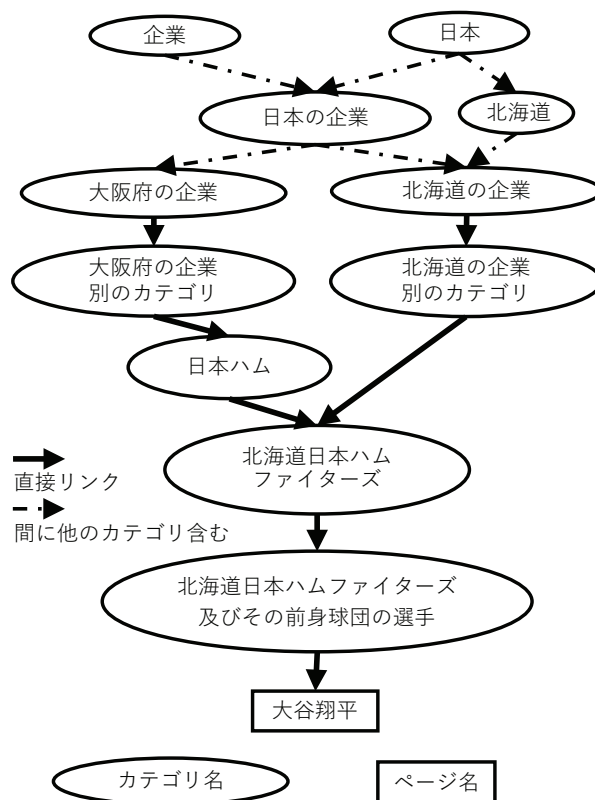 企業
日本
日本の企業
北海道
大阪府の企業
北海道の企業
大阪府の企業
別のカテゴリ
北海道の企業
別のカテゴリ
日本ハム
北海道日本ハム
ファイターズ
直接リンク
間に他のカテゴリ含む
北海道日本ハムファイターズ
及びその前身球団の選手
大谷翔平
カテゴリ名
ページ名